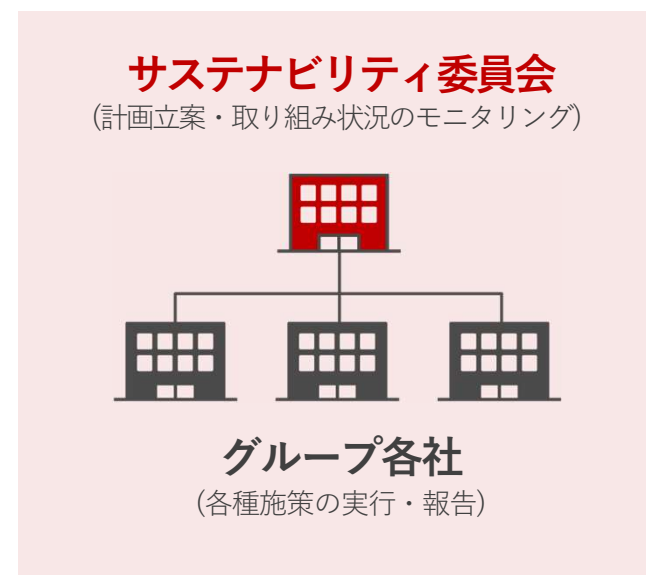 サステナビリティ委員会
(計画立案・取り組み状況のモニタリング)
グループ各社
(各種施策の実行・報告)